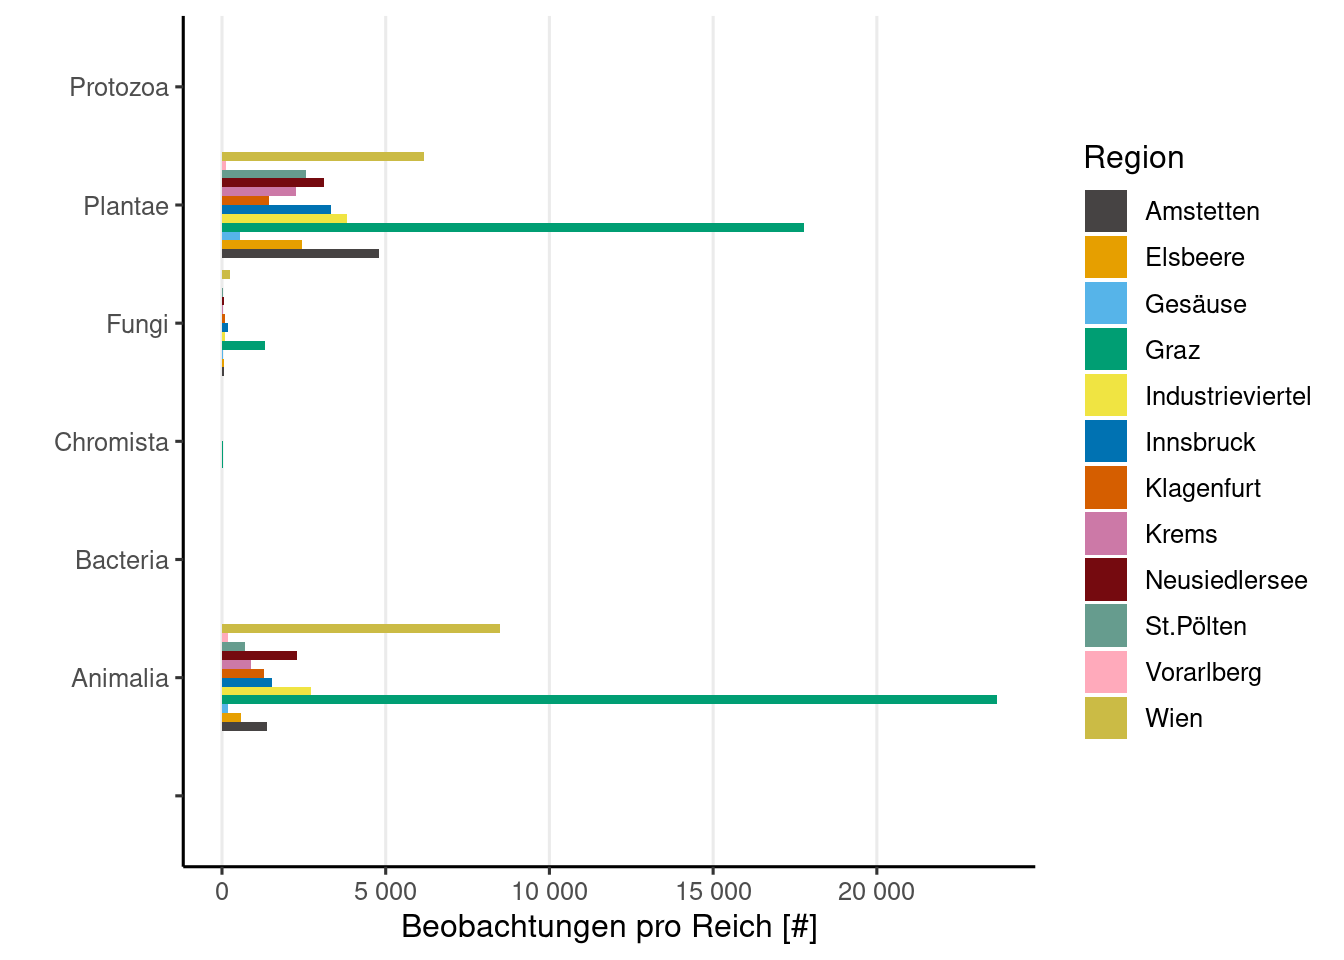 Protozoa
Plantae
Fungi
Chromista
Bacteria
Animalia
0
5 000
10 000
15 000
20 000
Beobachtungen pro Reich [#]
Region
Amstetten
Elsbeere
Gesäuse
Graz
Industrieviertel
Innsbruck
Klagenfurt
Krems
Neusiedlersee
St.Pölten
Vorarlberg
Wien